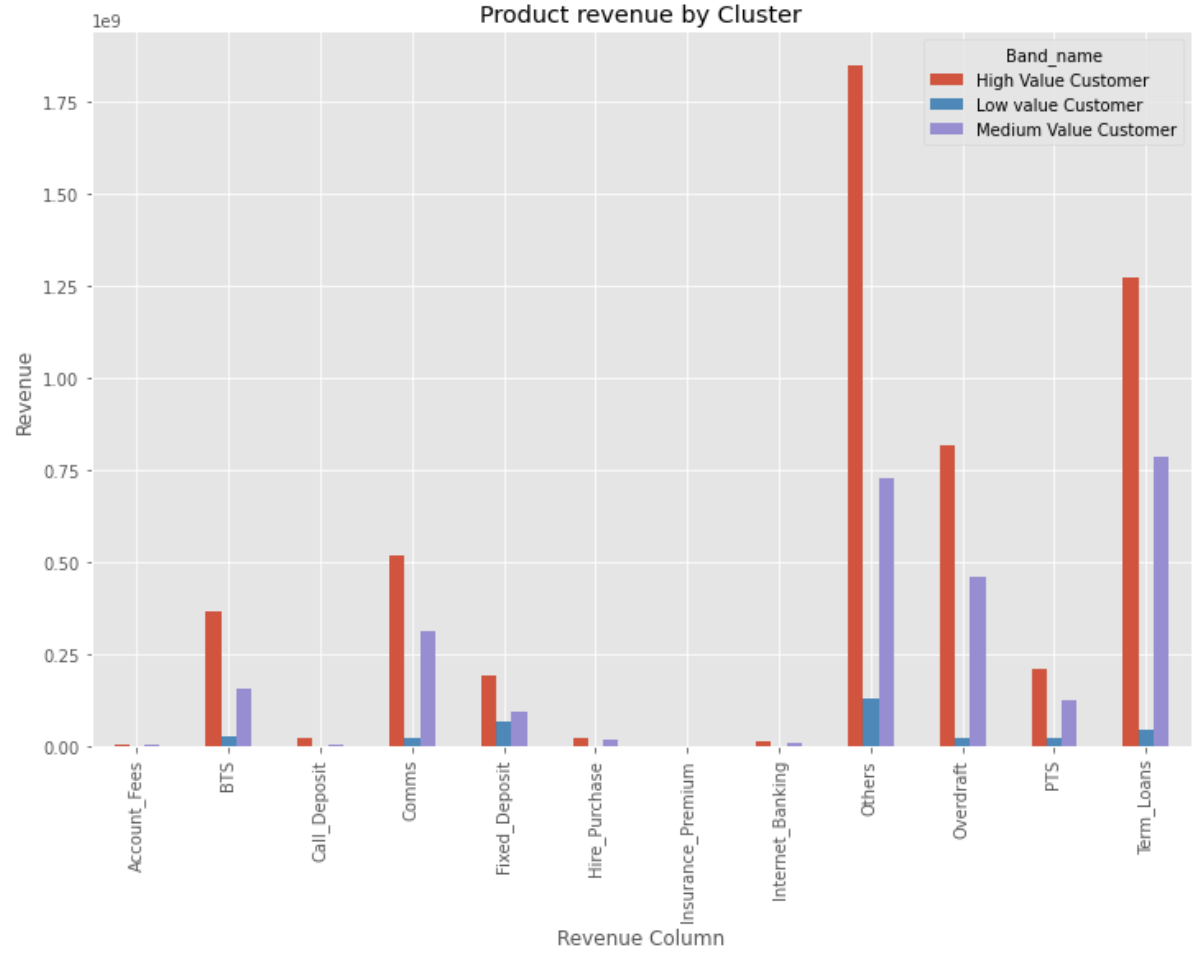 Product revenue by Cluster
1e9
Band_name
High Value Customer
Low value Customer
Medium Value Customer
1.75
1.50
1.25
1.00
0.75
0.50
0.25
0.00
Revenue
Account_Fees
BTS
Call_Deposit
Comms
Fixed_Deposit
Hire_Purchase
Insurance_Premium
Internet_Banking
Others
Overdraft
PTS
Term_Loans
Revenue Column